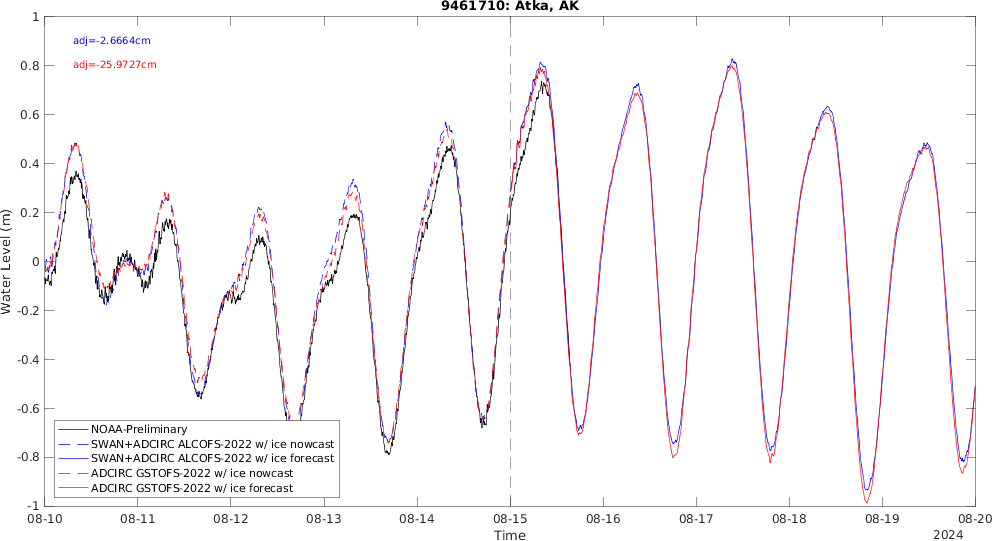 9461710: Atka, AK
adj=-2.6664cm
adj=-25.9727cm
Water Level (m)
1
0.8
0.6
0.4
0.2
0
-0.2
-0.4
-0.6
-0.8
-1
NOAA-Preliminary
SWAN+ADCIRC ALCOFS-2022 w/ ice nowcast
SWAN+ADCIRC ALCOFS-2022 w/ ice forecast
ADCIRC GSTOFS-2022 w/ ice nowcast
ADCIRC GSTOFS-2022 w/ ice forecast
08-10 08-11 08-12 08-13 08-14 08-15 08-16 08-17 08-18 08-19 08-20
Time
2024